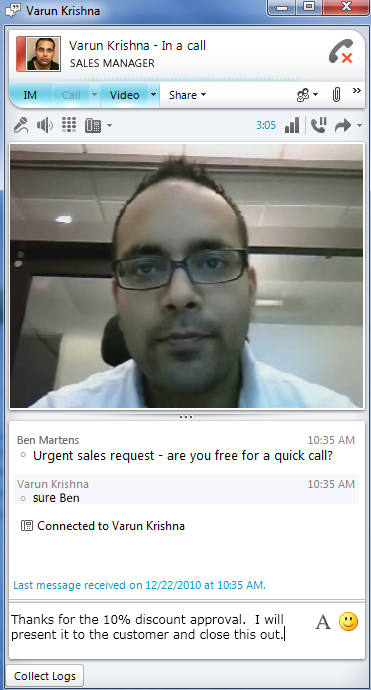 Varun Krishna
Varun Krishna - In a call
SALES MANAGER
IM Call Video Share
3:05
Ben Martens 10:35 AM
Urgent sales request - are you free for a quick call?
Varun Krishna 10:35 AM
sure Ben
Connected to Varun Krishna
Last message received on 12/22/2010 at 10:35 AM.
Thanks for the 10% discount approval.  I will
present it to the customer and close this out.
A
Collect Logs